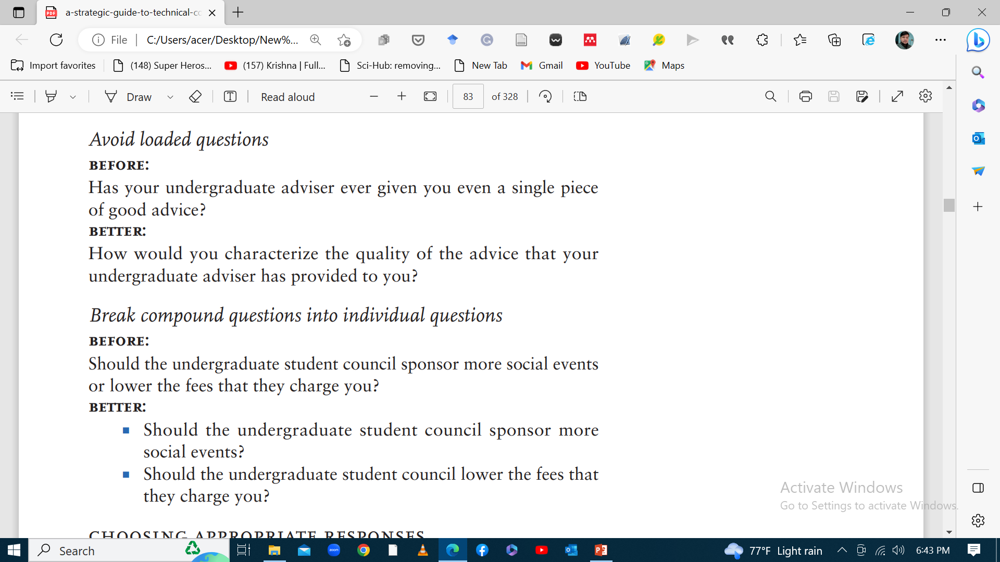 a-strategic-guide-to-technical-co
File
C:/Users/acer/Desktop/New%...
Import favorites
(148) Super Heros...
(157) Krishna | Full...
Sci-Hub: removing...
New Tab
Gmail
YouTube
Maps
Draw
Read aloud
83
of 328
Avoid loaded questions
BEFORE:
Has your undergraduate adviser ever given you even a single piece
of good advice?
BETTER:
How would you characterize the quality of the advice that your
undergraduate adviser has provided to you?
Break compound questions into individual questions
BEFORE:
Should the undergraduate student council sponsor more social events
or lower the fees that they charge you?
BETTER:
Should the undergraduate student council sponsor more
social events?
Should the undergraduate student council lower the fees that
they charge you?
CHOOSING APPROPRIATE RESPONSES
Activate Windows
Go to Settings to activate Windows.
Search
zoom
77°F Light rain
6:43 PM